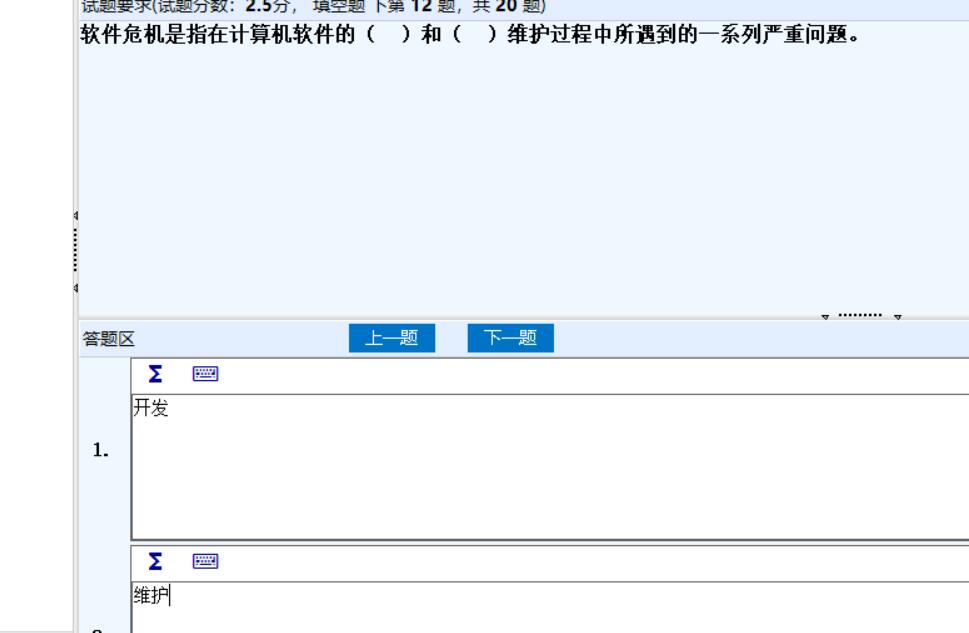 试题要求(试题分数：2.5分， 填空题 下第 12 题，共 20 题)
软件危机是指在计算机软件的（ ）和（ ）维护过程中所遇到的一系列严重问题。
答题区 上一题 下一题
Σ
开发
1.
Σ
维护